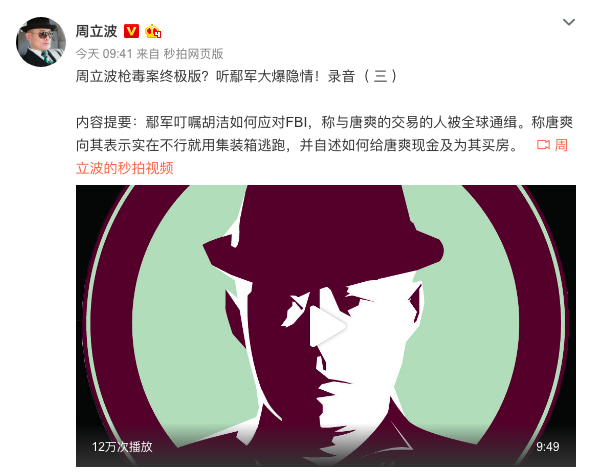 周立波
今天 09:41 来自 秒拍网页版
周立波枪毒案终极版？听鄢军大爆隐情！录音（三）
内容提要：鄢军叮嘱胡洁如何应对FBI，称与唐爽的交易的人被全球通缉。称唐爽
向其表示实在不行就用集装箱逃跑，并自述如何给唐爽现金及为其买房。 周
立波的秒拍视频
12万次播放
9:49